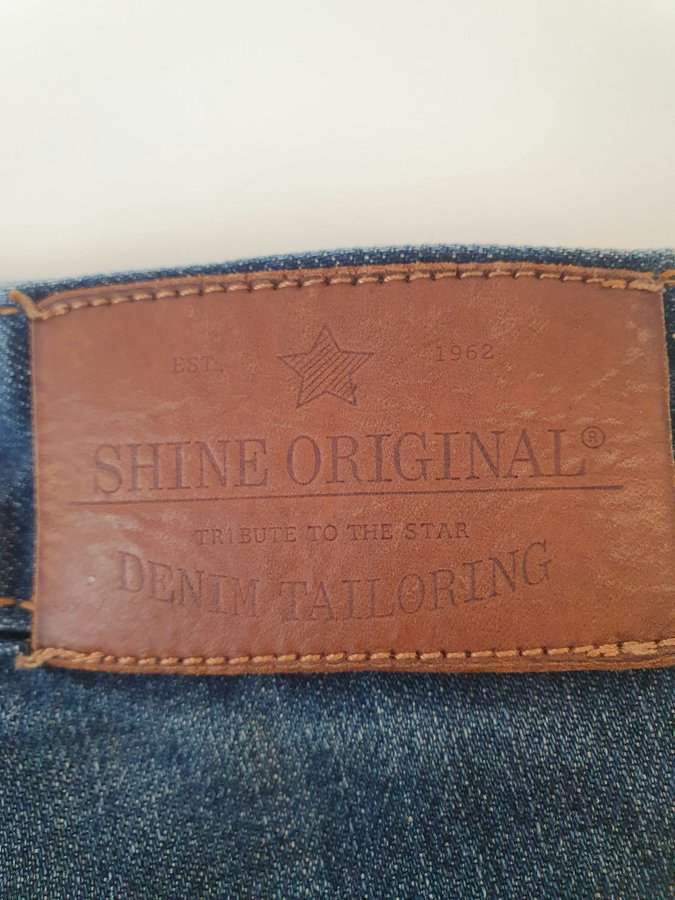 EST. 1962
SHINE ORIGINAL®
TRIBUTE TO THE STAR
DENIM TAILORING